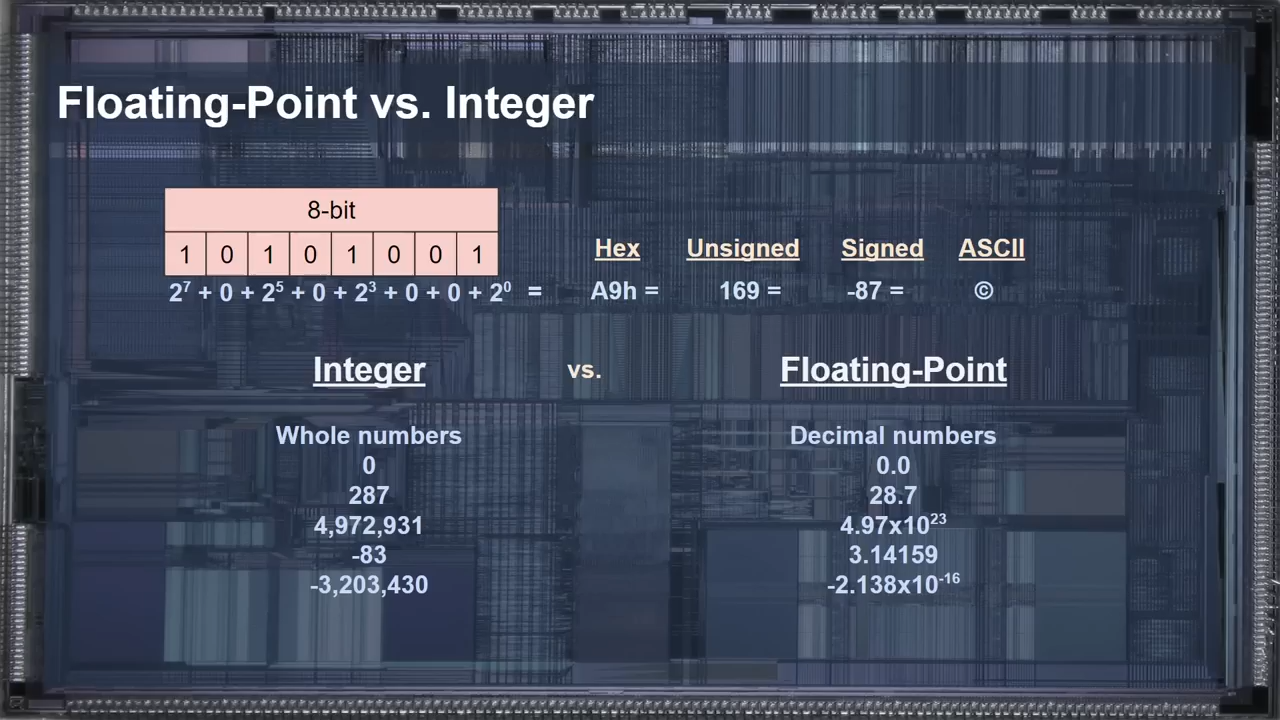 Floating-Point vs. Integer
8-bit
1 0 1 0 1 0 0 1
Hex Unsigned Signed ASCII
2⁷ + 0 + 2⁵ + 0 + 2³ + 0 + 0 + 2⁰ = A9h = 169 = -87 = ©
Integer vs. Floating-Point
Whole numbers Decimal numbers
0 0.0
287 28.7
4,972,931 4.97x10²³
-83 3.14159
-3,203,430 -2.138x10⁻¹⁶